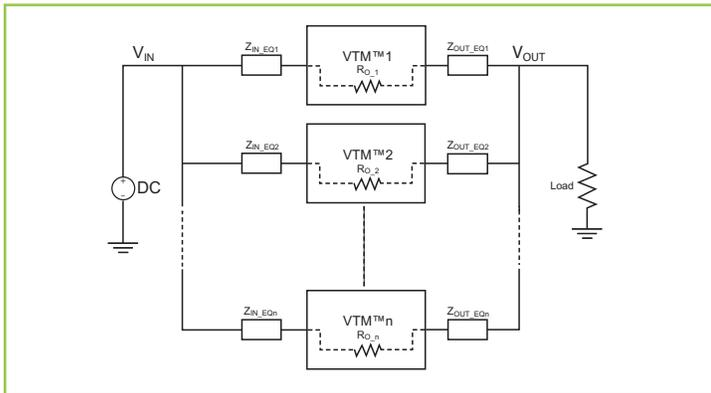 V_IN
Z_IN_EQ1
VTM™1
R_O_1
Z_OUT_EQ1
V_OUT
Z_IN_EQ2
VTM™2
R_O_2
Z_OUT_EQ2
+
−
DC
Load
Z_IN_EQn
VTM™n
R_O_n
Z_OUT_EQn